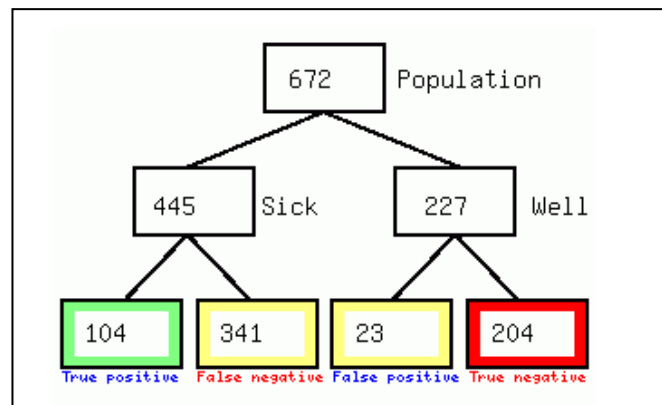 672 Population
445 Sick 227 Well
104 341 23 204
True positive False negative False positive True negative